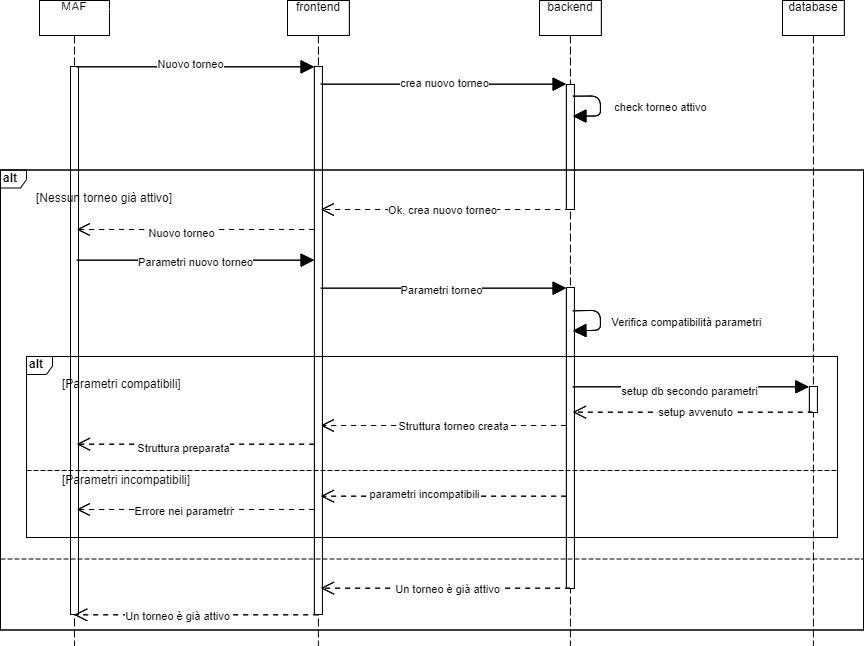 MAF
frontend
backend
database
Nuovo torneo
crea nuovo torneo
check torneo attivo
alt
[Nessun torneo già attivo]
Ok, crea nuovo torneo
Nuovo torneo
Parametri nuovo torneo
Parametri torneo
Verifica compatibilità parametri
alt
[Parametri compatibili]
setup db secondo parametri
setup avvenuto
Struttura torneo creata
Struttura preparata
[Parametri incompatibili]
parametri incompatibili
Errore nei parametri
Un torneo è già attivo
Un torneo è già attivo